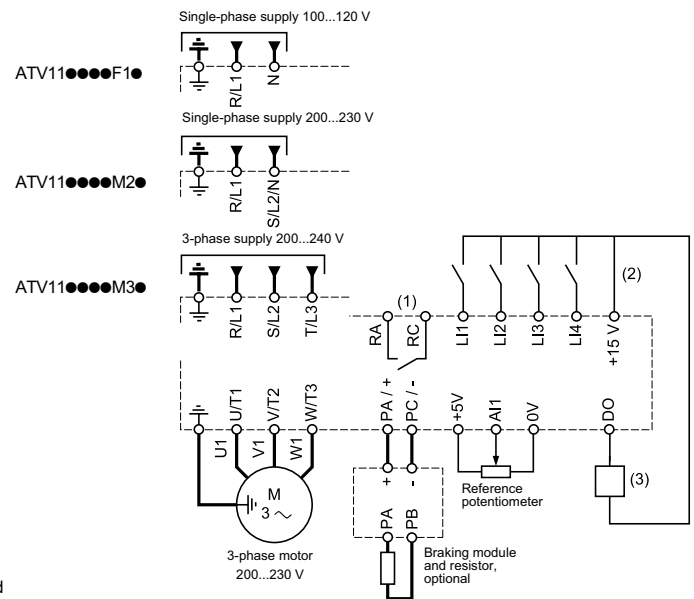 Single-phase supply 100...120 V
ATV11●●●●F1●
R/L1
N
Single-phase supply 200...230 V
ATV11●●●●M2●
R/L1
S/L2/N
3-phase supply 200...240 V
ATV11●●●●M3●
R/L1
S/L2
T/L3
(1)
(2)
RA
RC
LI1
LI2
LI3
LI4
+15 V
U/T1
V/T2
W/T3
PA / +
PC / -
+5V
AI1
0V
DO
U1
V1
W1
M
3 ~
+
-
PA
PB
Reference
potentiometer
(3)
3-phase motor
200...230 V
Braking module
and resistor,
optional
d